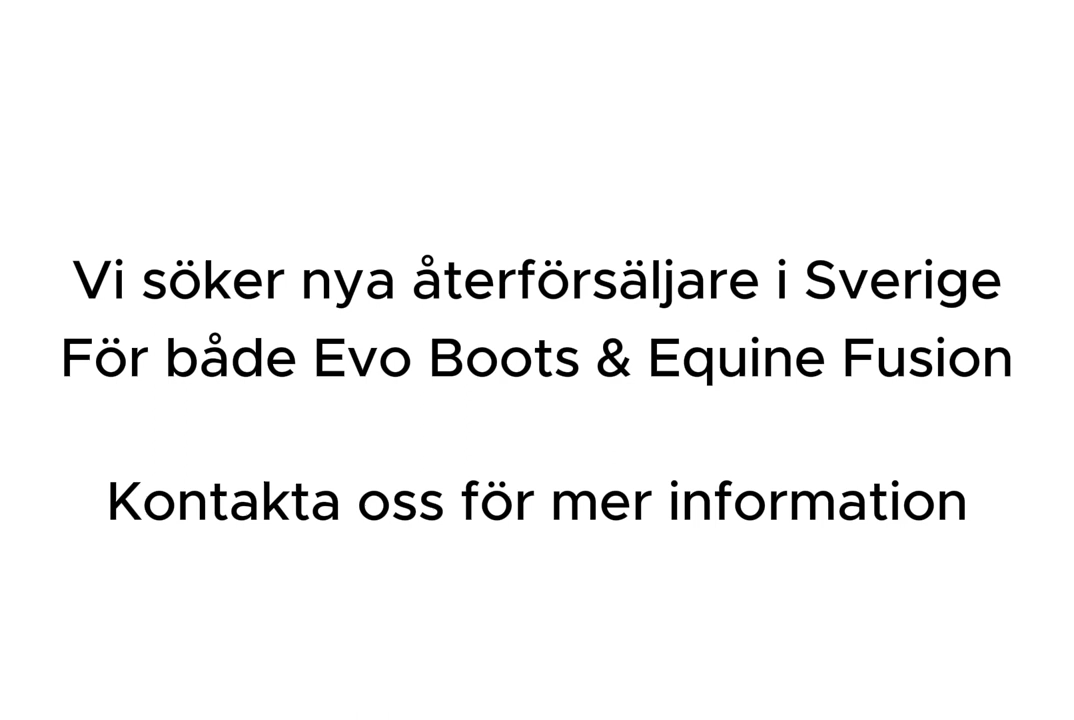 Vi söker nya återförsäljare i Sverige
För både Evo Boots & Equine Fusion
Kontakta oss för mer information